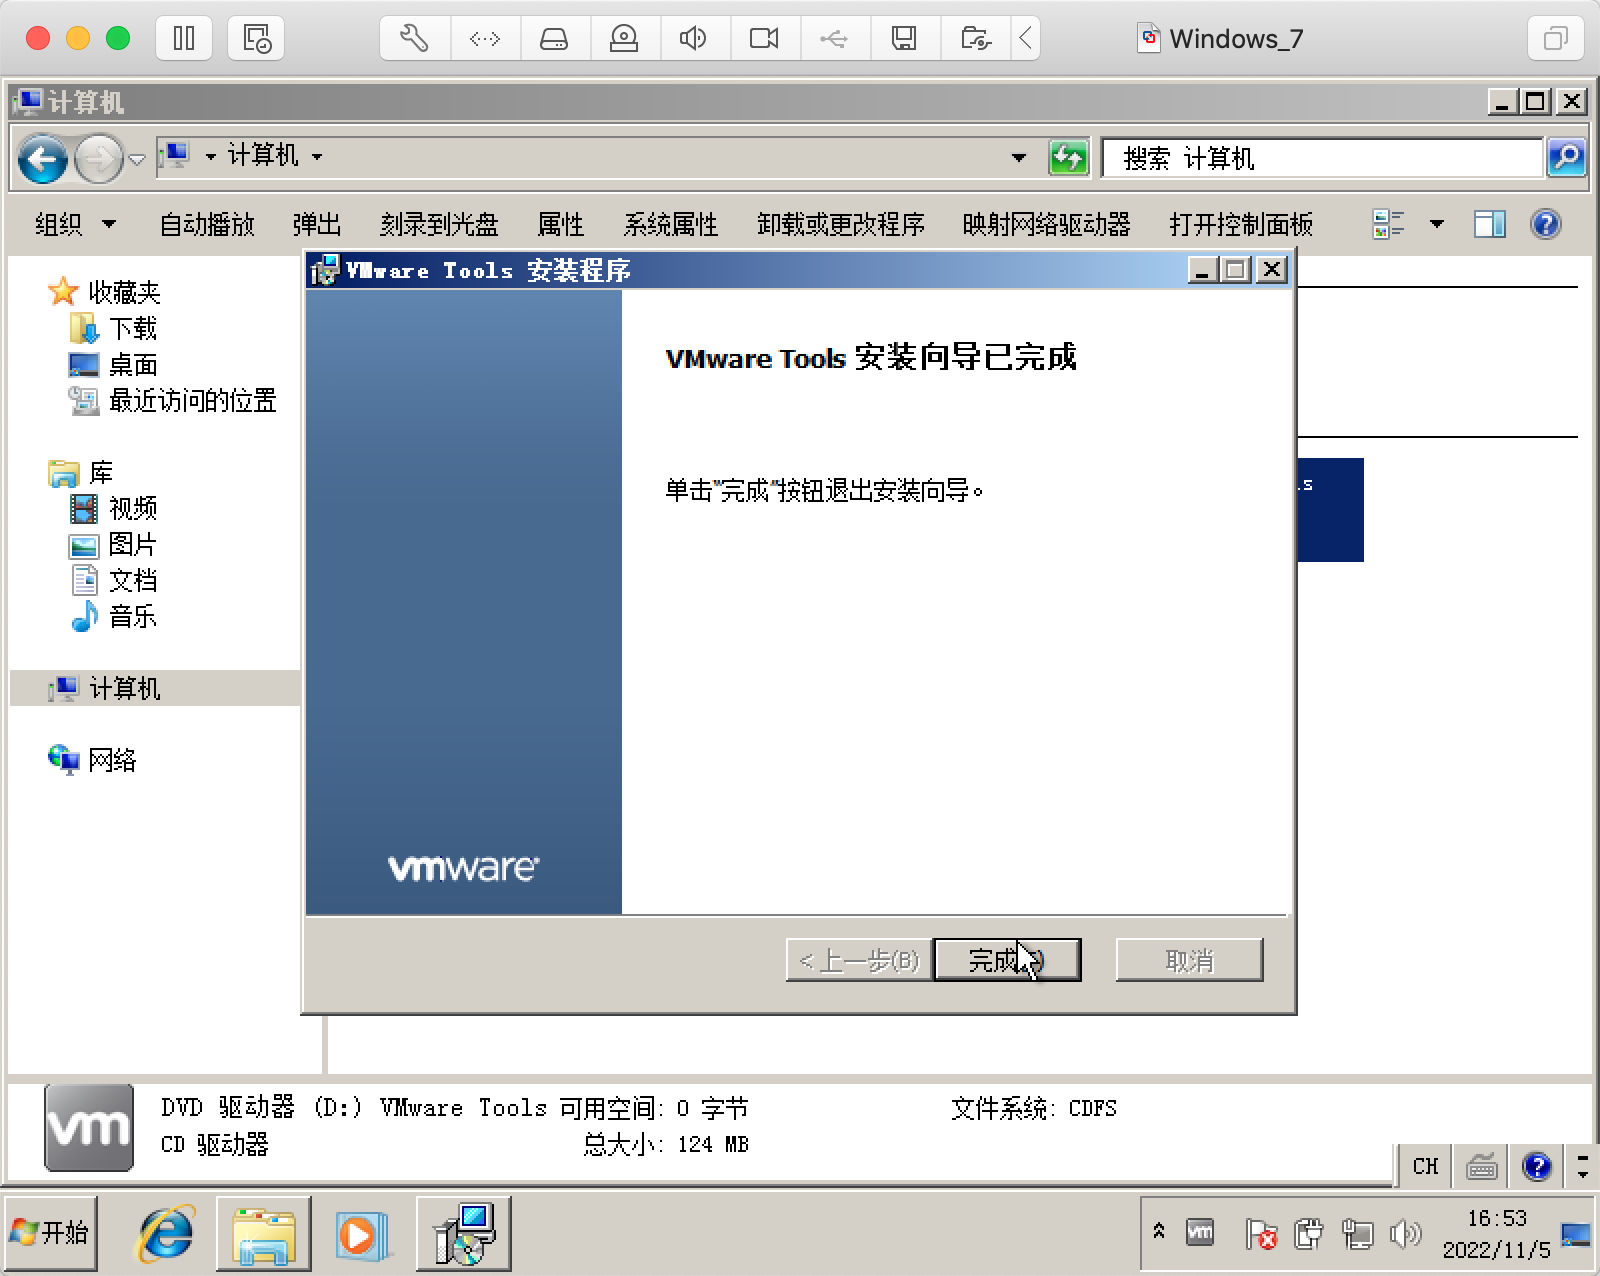 Windows_7
计算机
计算机
搜索 计算机
组织 自动播放 弹出 刻录到光盘 属性 系统属性 卸载或更改程序 映射网络驱动器 打开控制面板
收藏夹
下载
桌面
最近访问的位置
库
视频
图片
文档
音乐
计算机
网络
VMware Tools 安装程序
VMware Tools 安装向导已完成
单击"完成"按钮退出安装向导。
vmware
<上一步(B) 完成 取消
vm
DVD 驱动器 (D:) VMware Tools 可用空间: 0 字节 文件系统: CDFS
CD 驱动器 总大小: 124 MB
CH
开始
vm
16:53
2022/11/5